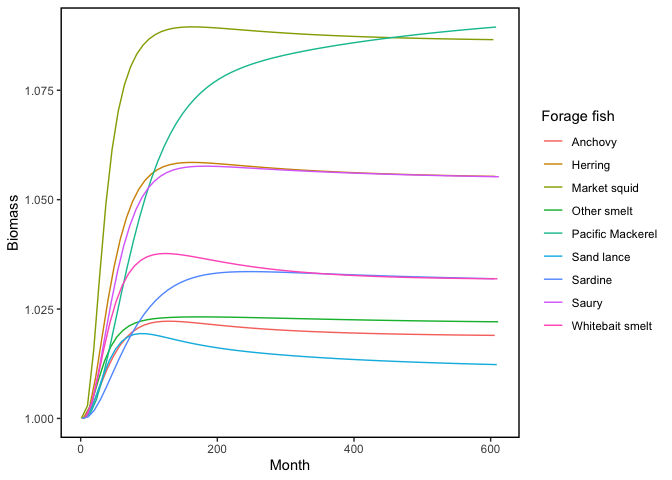 Biomass
1.075
1.050
1.025
1.000
0
200
400
600
Month
Forage fish
Anchovy
Herring
Market squid
Other smelt
Pacific Mackerel
Sand lance
Sardine
Saury
Whitebait smelt